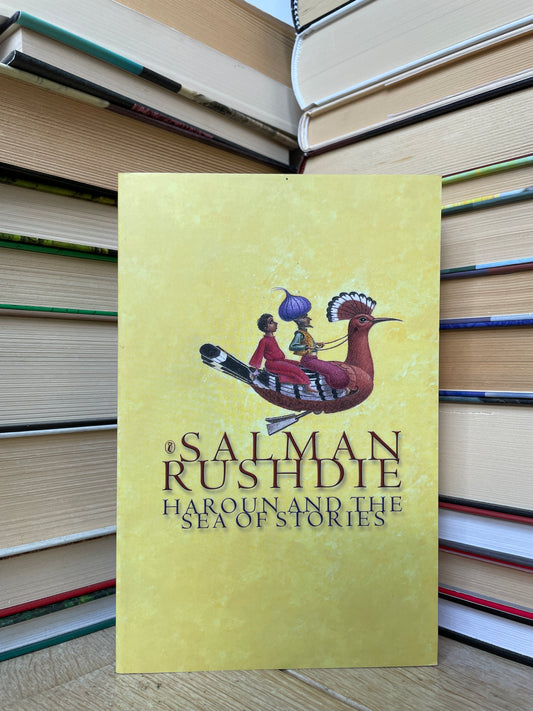 SALMAN
RUSHDIE
HAROUN AND THE
SEA OF STORIES